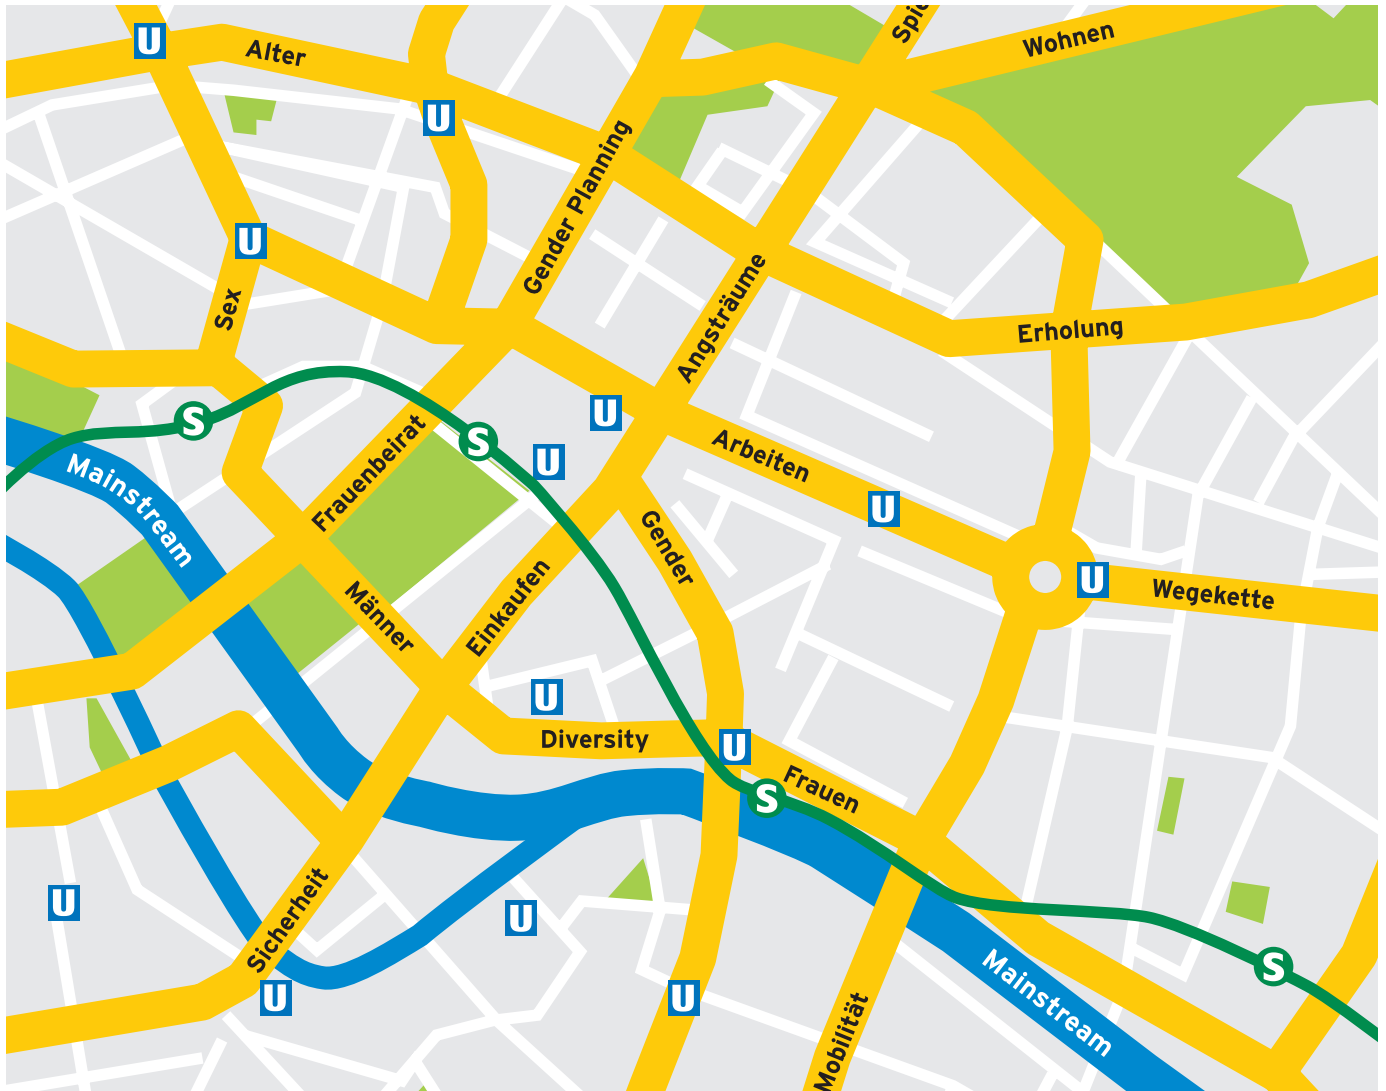 Spie
Wohnen
U
Alter
U
Gender Planning
U
Sex
Angsträume
Erholung
S
S
U
U
Frauenbeirat
Arbeiten
Mainstream
U
Gender
Männer
Einkaufen
U
Wegekette
U
Diversity
U
S
Frauen
U
U
Sicherheit
U
U
S
Mainstream
Mobilität